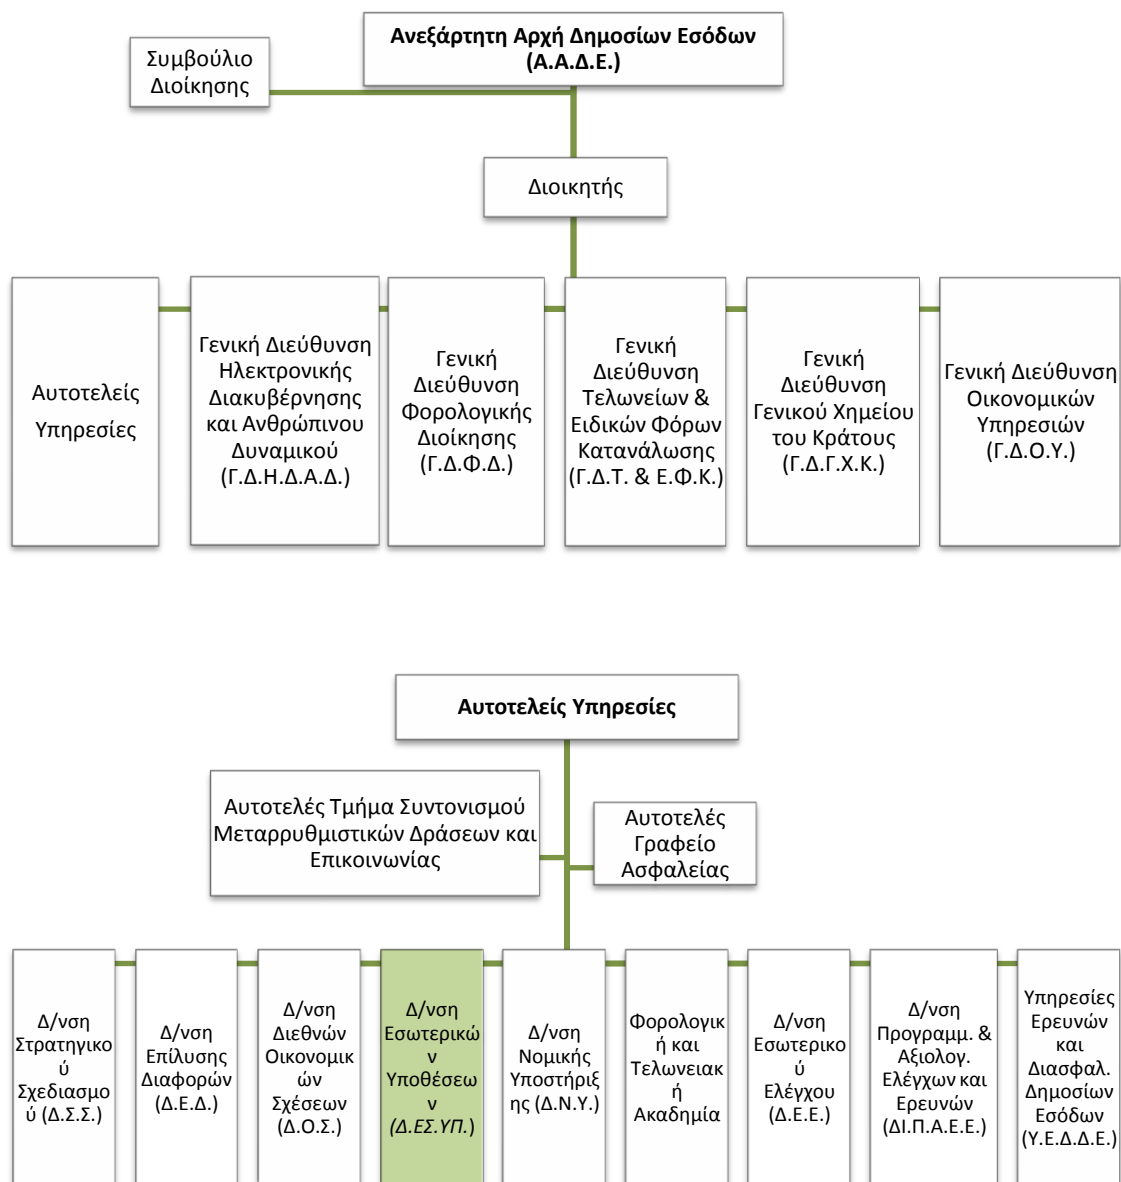 Ανεξάρτητη Αρχή Δημοσίων Εσόδων
(Α.Α.Δ.Ε.)
Συμβούλιο
Διοίκησης
Διοικητής
Αυτοτελείς
Υπηρεσίες
Γενική Διεύθυνση
Ηλεκτρονικής
Διακυβέρνησης
και Ανθρώπινου
Δυναμικού
(Γ.Δ.Η.Δ.Α.Δ.)
Γενική
Διεύθυνση
Φορολογικής
Διοίκησης
(Γ.Δ.Φ.Δ.)
Γενική
Διεύθυνση
Τελωνείων &
Ειδικών Φόρων
Κατανάλωσης
(Γ.Δ.Τ. & Ε.Φ.Κ.)
Γενική
Διεύθυνση
Γενικού Χημείου
του Κράτους
(Γ.Δ.Γ.Χ.Κ.)
Γενική Διεύθυνση
Οικονομικών
Υπηρεσιών
(Γ.Δ.Ο.Υ.)
Αυτοτελείς Υπηρεσίες
Αυτοτελές Τμήμα Συντονισμού
Μεταρρυθμιστικών Δράσεων και
Επικοινωνίας
Αυτοτελές
Γραφείο
Ασφαλείας
Δ/νση
Στρατηγικο
ύ
Σχεδιασμο
ύ (Δ.Σ.Σ.)
Δ/νση
Επίλυσης
Διαφορών
(Δ.Ε.Δ.)
Δ/νση
Διεθνών
Οικονομικ
ών
Σχέσεων
(Δ.Ο.Σ.)
Δ/νση
Εσωτερικώ
ν
Υποθέσεω
ν
(Δ.ΕΣ.ΥΠ.)
Δ/νση
Νομικής
Υποστήριξ
ης (Δ.Ν.Υ.)
Φορολογικ
ή και
Τελωνειακ
ή
Ακαδημία
Δ/νση
Εσωτερικο
ύ
Ελέγχου
(Δ.Ε.Ε.)
Δ/νση
Προγραμμ. &
Αξιολογ.
Ελέγχων και
Ερευνών
(ΔΙ.Π.Α.Ε.Ε.)
Υπηρεσίες
Ερευνών
και
Διασφαλ.
Δημοσίων
Εσόδων
(Υ.Ε.Δ.Δ.Ε.)